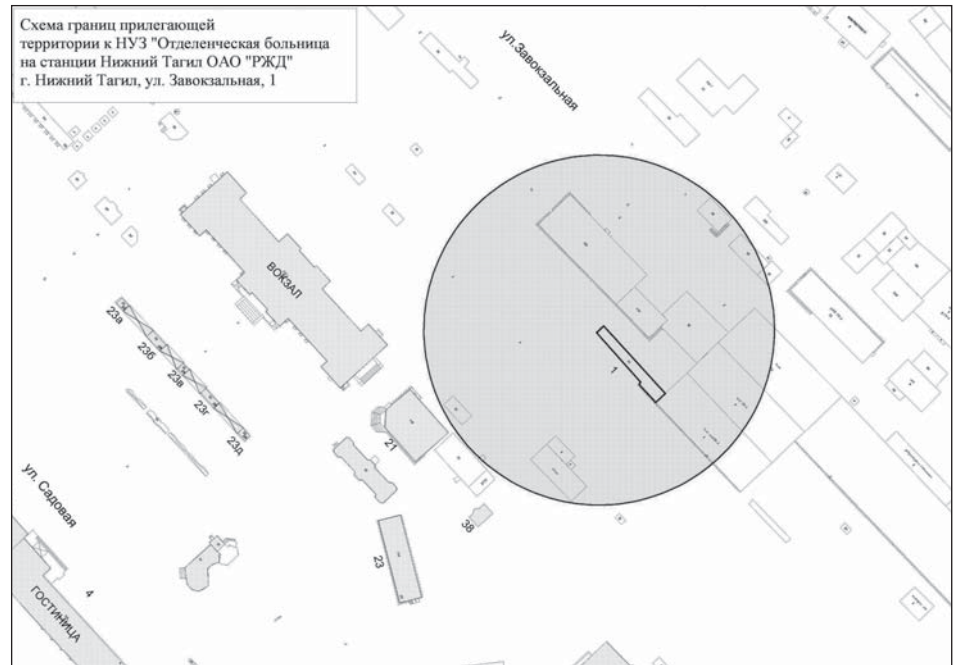 Схема границ прилегающей
территории к НУЗ "Отделенческая больница
на станции Нижний Тагил ОАО "РЖД"
г. Нижний Тагил, ул. Завокзальная, 1
ул.Завокзальная
ВОКЗАЛ
23а
23б
23в
23г
23д
1
21
38
23
ул. Садовая
4
ГОСТИНИЦА